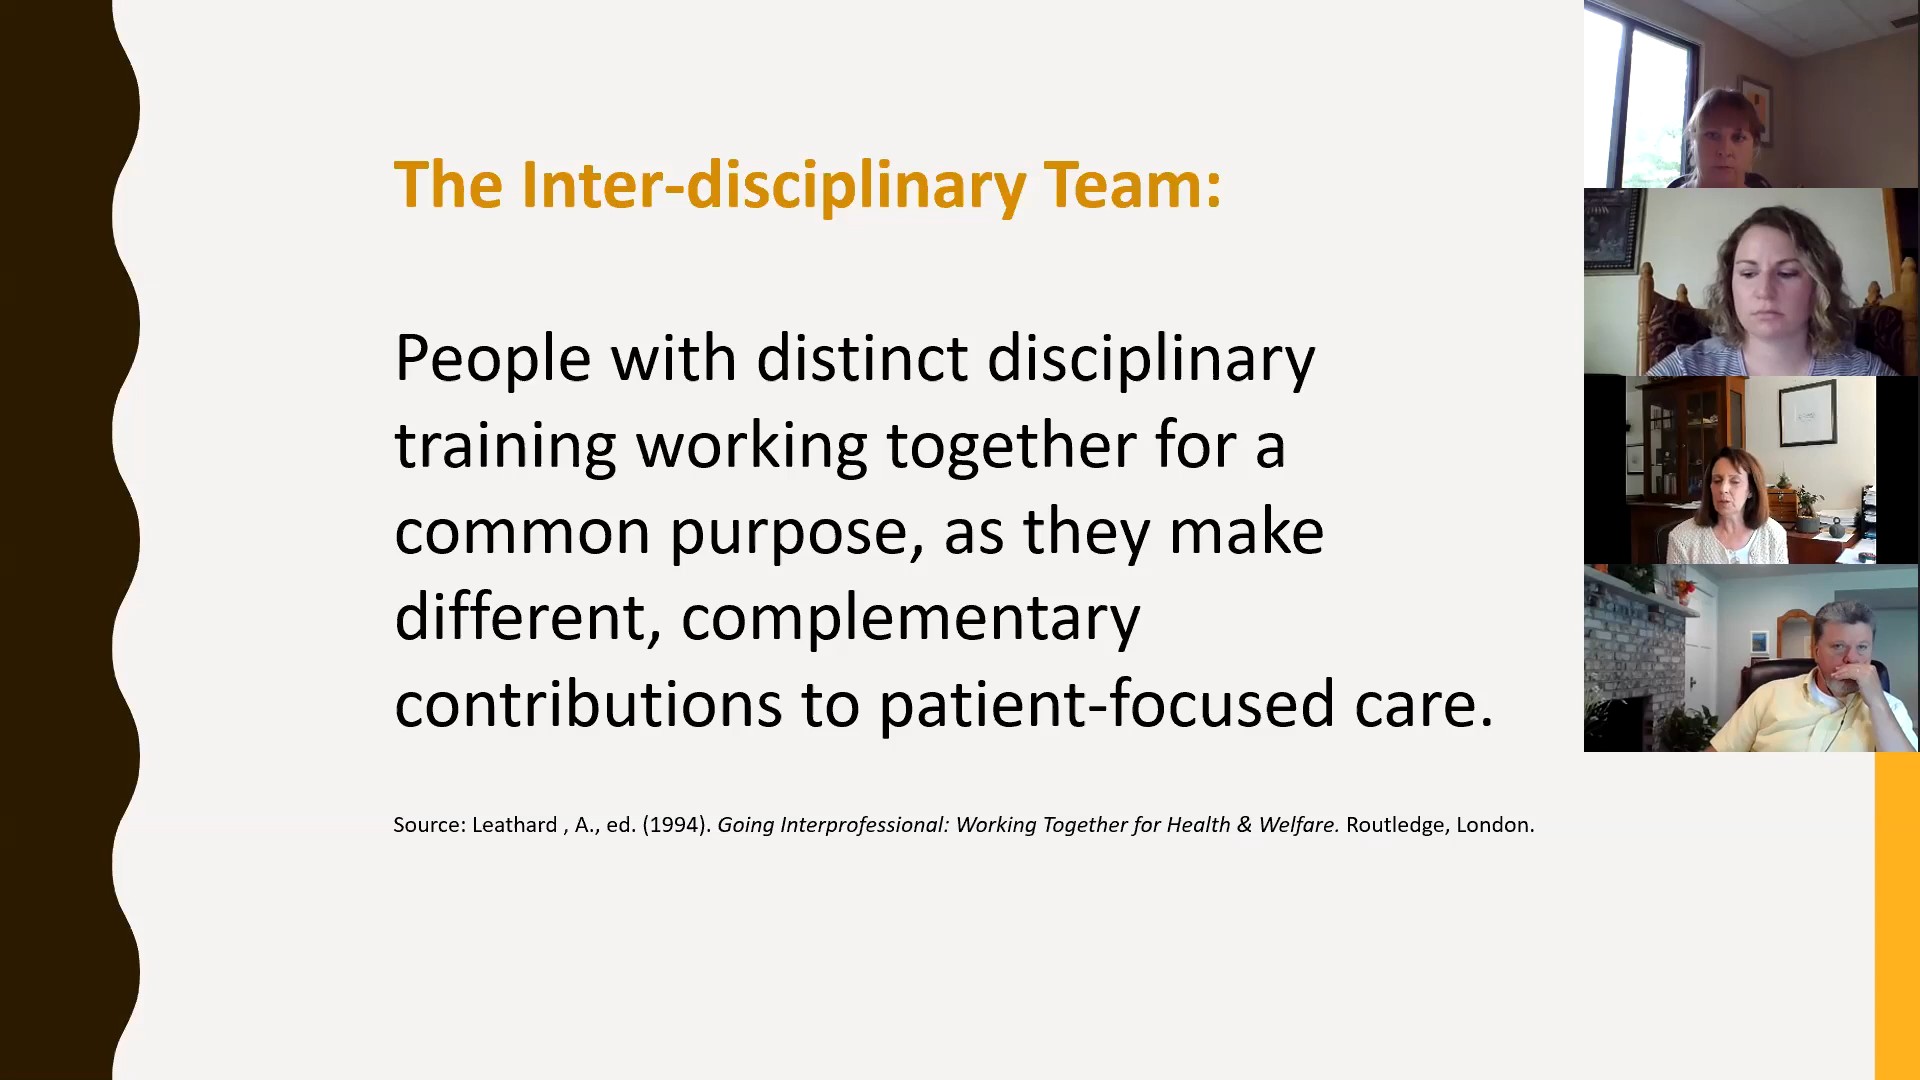 The Inter-disciplinary Team:
People with distinct disciplinary
training working together for a
common purpose, as they make
different, complementary
contributions to patient-focused care.
Source: Leathard , A., ed. (1994). Going Interprofessional: Working Together for Health & Welfare. Routledge, London.